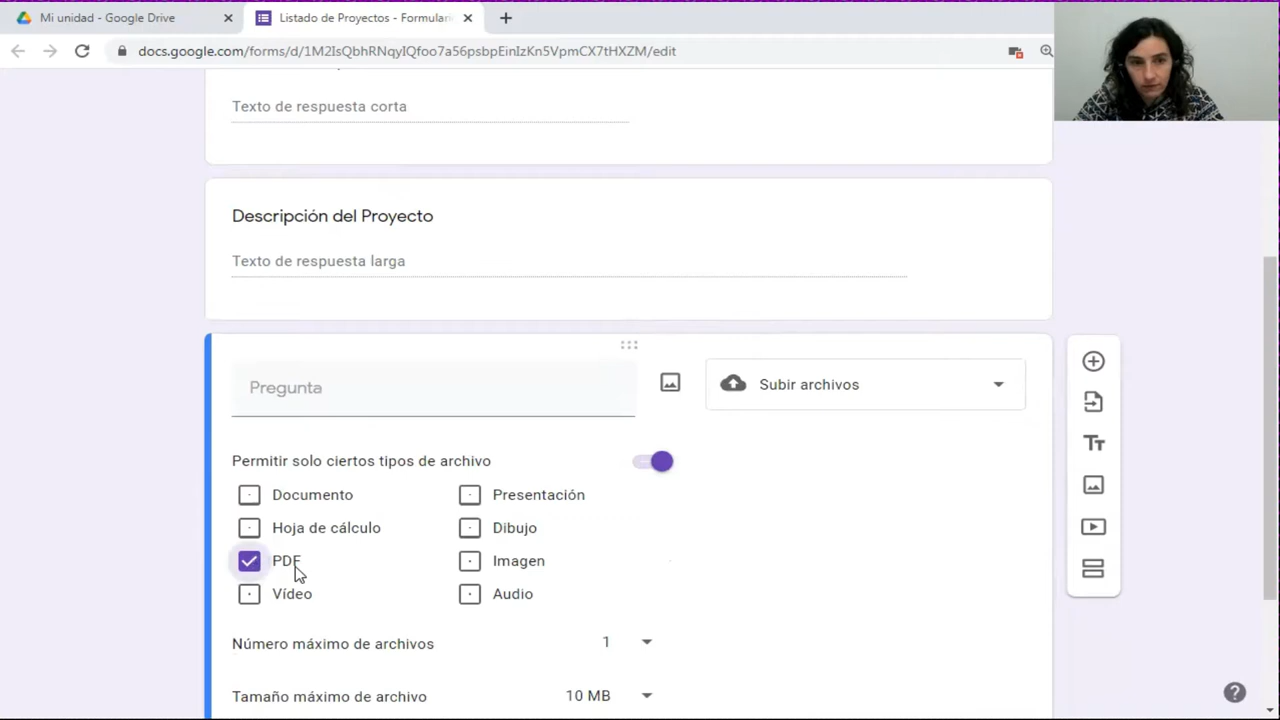 Mi unidad - Google Drive
Listado de Proyectos - Formulari
docs.google.com/forms/d/1M2IsQbhRNqyIQfoo7a56psbpEinIzKn5VpmCX7tHXZM/edit
Texto de respuesta corta
Descripción del Proyecto
Texto de respuesta larga
Pregunta
Subir archivos
Permitir solo ciertos tipos de archivo
Documento
Presentación
Hoja de cálculo
Dibujo
PDF
Imagen
Vídeo
Audio
Número máximo de archivos
1
Tamaño máximo de archivo
10 MB
Tт